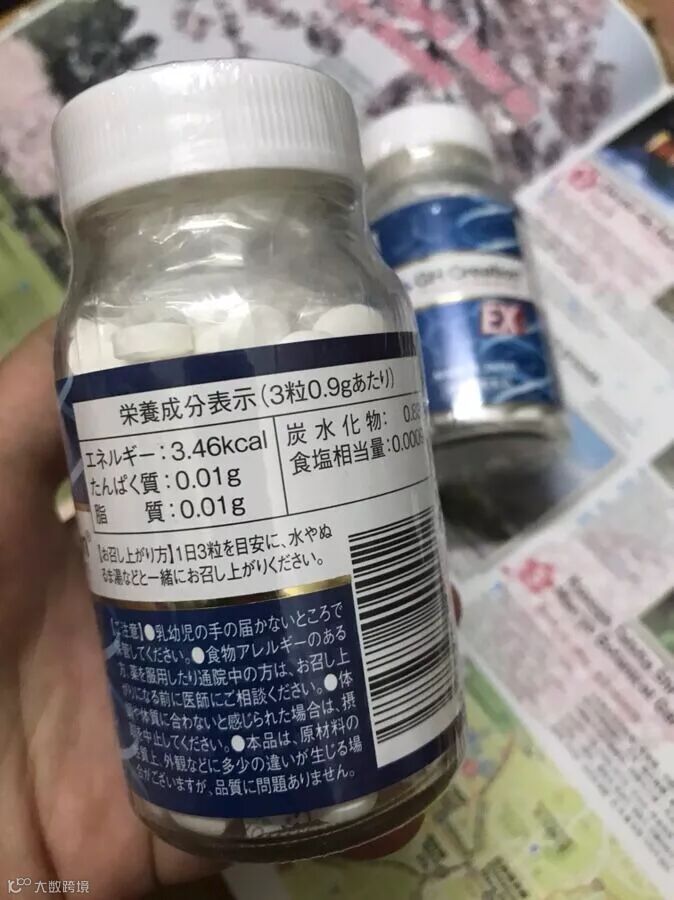 栄養成分表示(3粒0.9gあたり)
エネルギー:3.46kcal
たんぱく質:0.01g
脂 質:0.01g
炭水化物: 0.8
食塩相当量:0.000
【お召し上がり方】1日3粒を目安に、水やぬ
るま湯などと一緒にお召し上がりください。
【ご注意】●乳幼児の手の届かないところで
してください。●食物アレルギーのある
方、薬を服用したり通院中の方は、お召し上
がりになる前に医師にご相談ください。●体
や体質に合わないと感じられた場合は、摂
中止してください。●本品は、原材料の
質上、外観などに多少の違いが生じる場
ございますが、品質に問題ありません。
GH Creation
EX
大数跨境